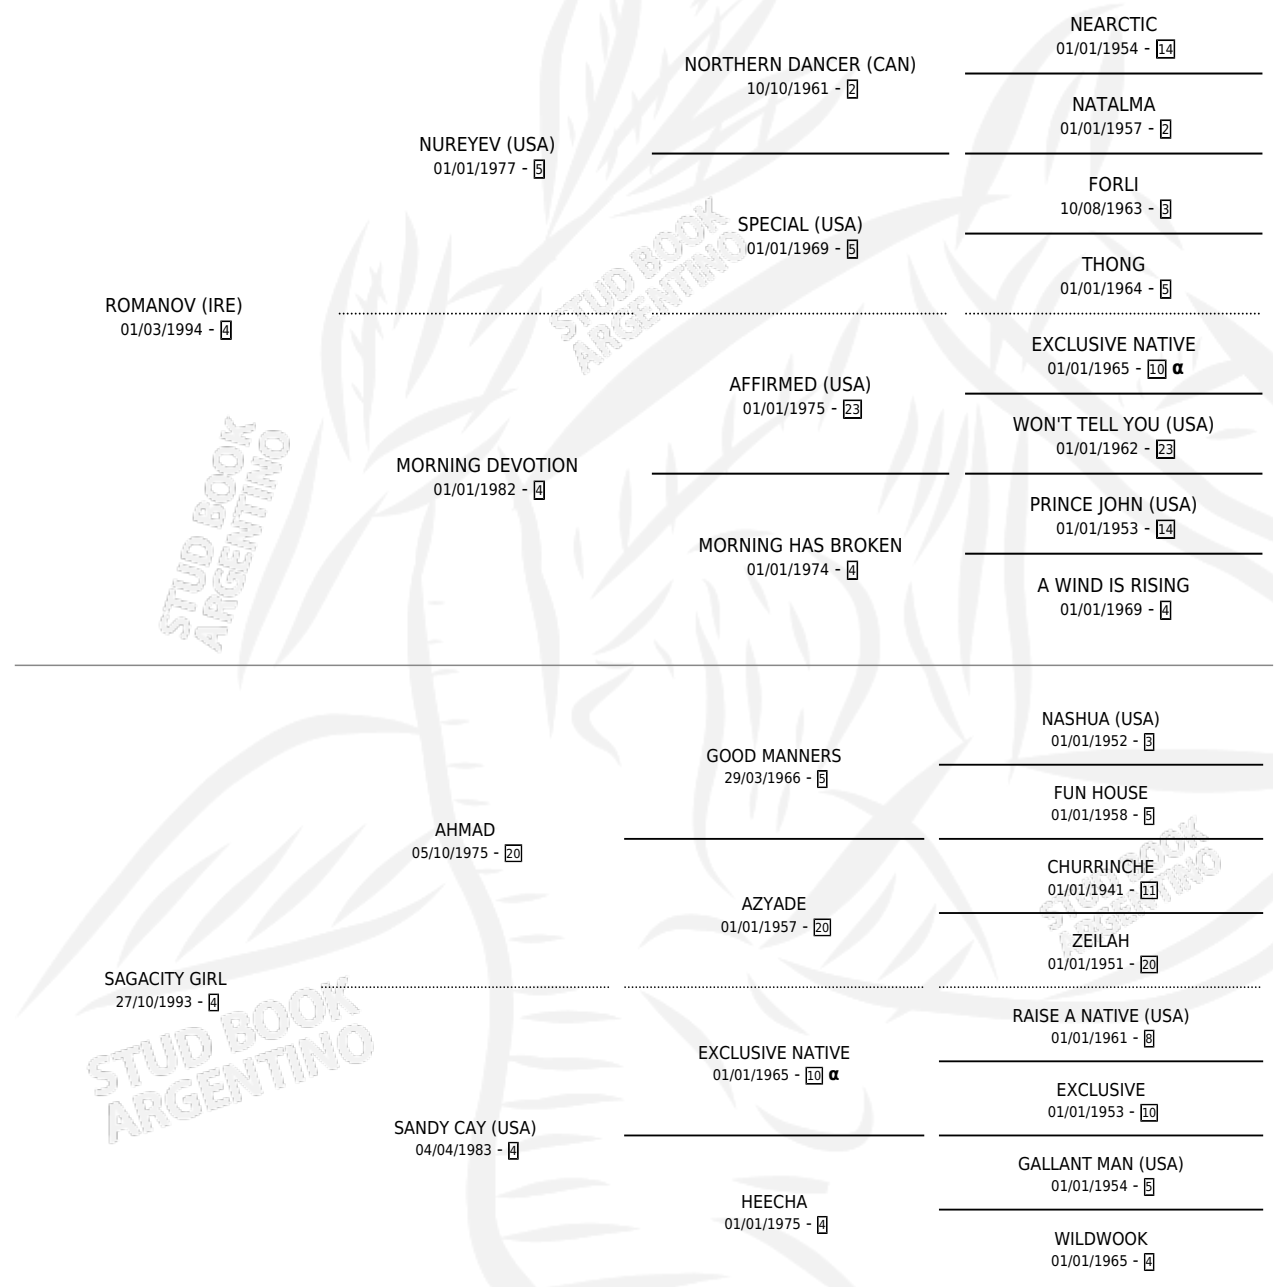 NEARCTIC
01/01/1954 - 14
NORTHERN DANCER (CAN)
10/10/1961 - 2
NATALMA
01/01/1957 - 2
NUREYEV (USA)
01/01/1977 - 5
FORLI
10/08/1963 - 3
SPECIAL (USA)
01/01/1969 - 5
THONG
01/01/1964 - 5
ROMANOV (IRE)
01/03/1994 - 4
EXCLUSIVE NATIVE
01/01/1965 - 10 α
AFFIRMED (USA)
01/01/1975 - 23
WON'T TELL YOU (USA)
01/01/1962 - 23
MORNING DEVOTION
01/01/1982 - 4
PRINCE JOHN (USA)
01/01/1953 - 14
MORNING HAS BROKEN
01/01/1974 - 4
A WIND IS RISING
01/01/1969 - 4
NASHUA (USA)
01/01/1952 - 3
GOOD MANNERS
29/03/1966 - 5
FUN HOUSE
01/01/1958 - 5
AHMAD
05/10/1975 - 20
CHURRINCHE
01/01/1941 - 11
AZYADE
01/01/1957 - 20
ZEILAH
01/01/1951 - 20
SAGACITY GIRL
27/10/1993 - 4
RAISE A NATIVE (USA)
01/01/1961 - 8
EXCLUSIVE NATIVE
01/01/1965 - 10 α
EXCLUSIVE
01/01/1953 - 10
SANDY CAY (USA)
04/04/1983 - 4
GALLANT MAN (USA)
01/01/1954 - 5
HEECHA
01/01/1975 - 4
WILDWOOK
01/01/1965 - 4
STUD BOOK
ARGENTINO
STUD BOOK
ARGENTINO
STUD BOOK
ARGENTINO
STUD BOOK
ARGENTINO